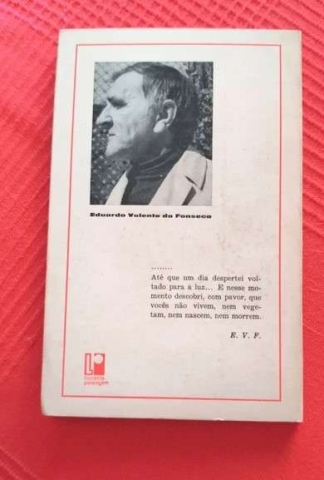 Eduardo Valente da Fonseca
........
Até que um dia despertei vol-
tado para a luz... E nesse mo-
mento descobri, com pavor, que
vocês não vivem, nem vege-
tam, nem nascem, nem morrem.
E. V. F.
livraria
paisagem